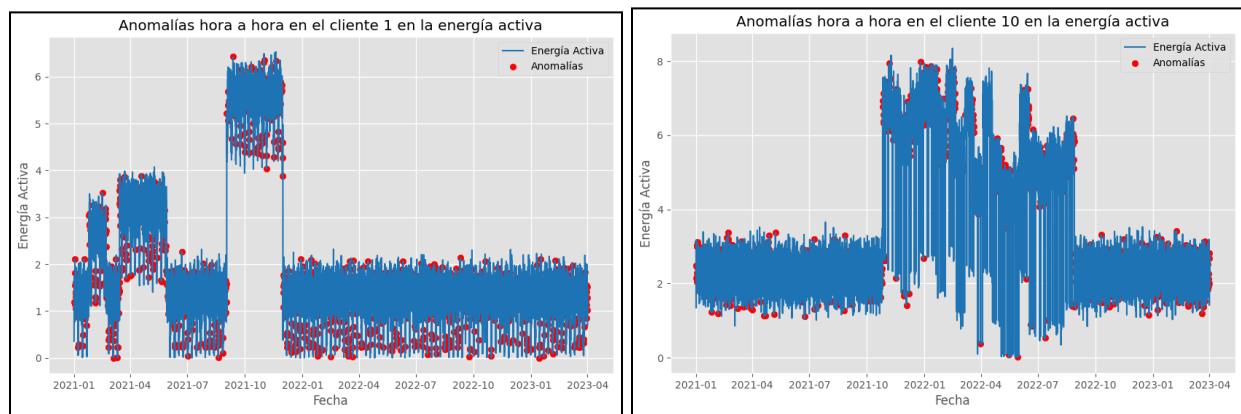 Anomalías hora a hora en el cliente 1 en la energía activa
Energía Activa
Anomalías
Energía Activa
6
5
4
3
2
1
0
2021-01 2021-04 2021-07 2021-10 2022-01 2022-04 2022-07 2022-10 2023-01 2023-04
Fecha
Anomalías hora a hora en el cliente 10 en la energía activa
Energía Activa
Anomalías
Energía Activa
8
6
4
2
0
2021-01 2021-04 2021-07 2021-10 2022-01 2022-04 2022-07 2022-10 2023-01 2023-04
Fecha